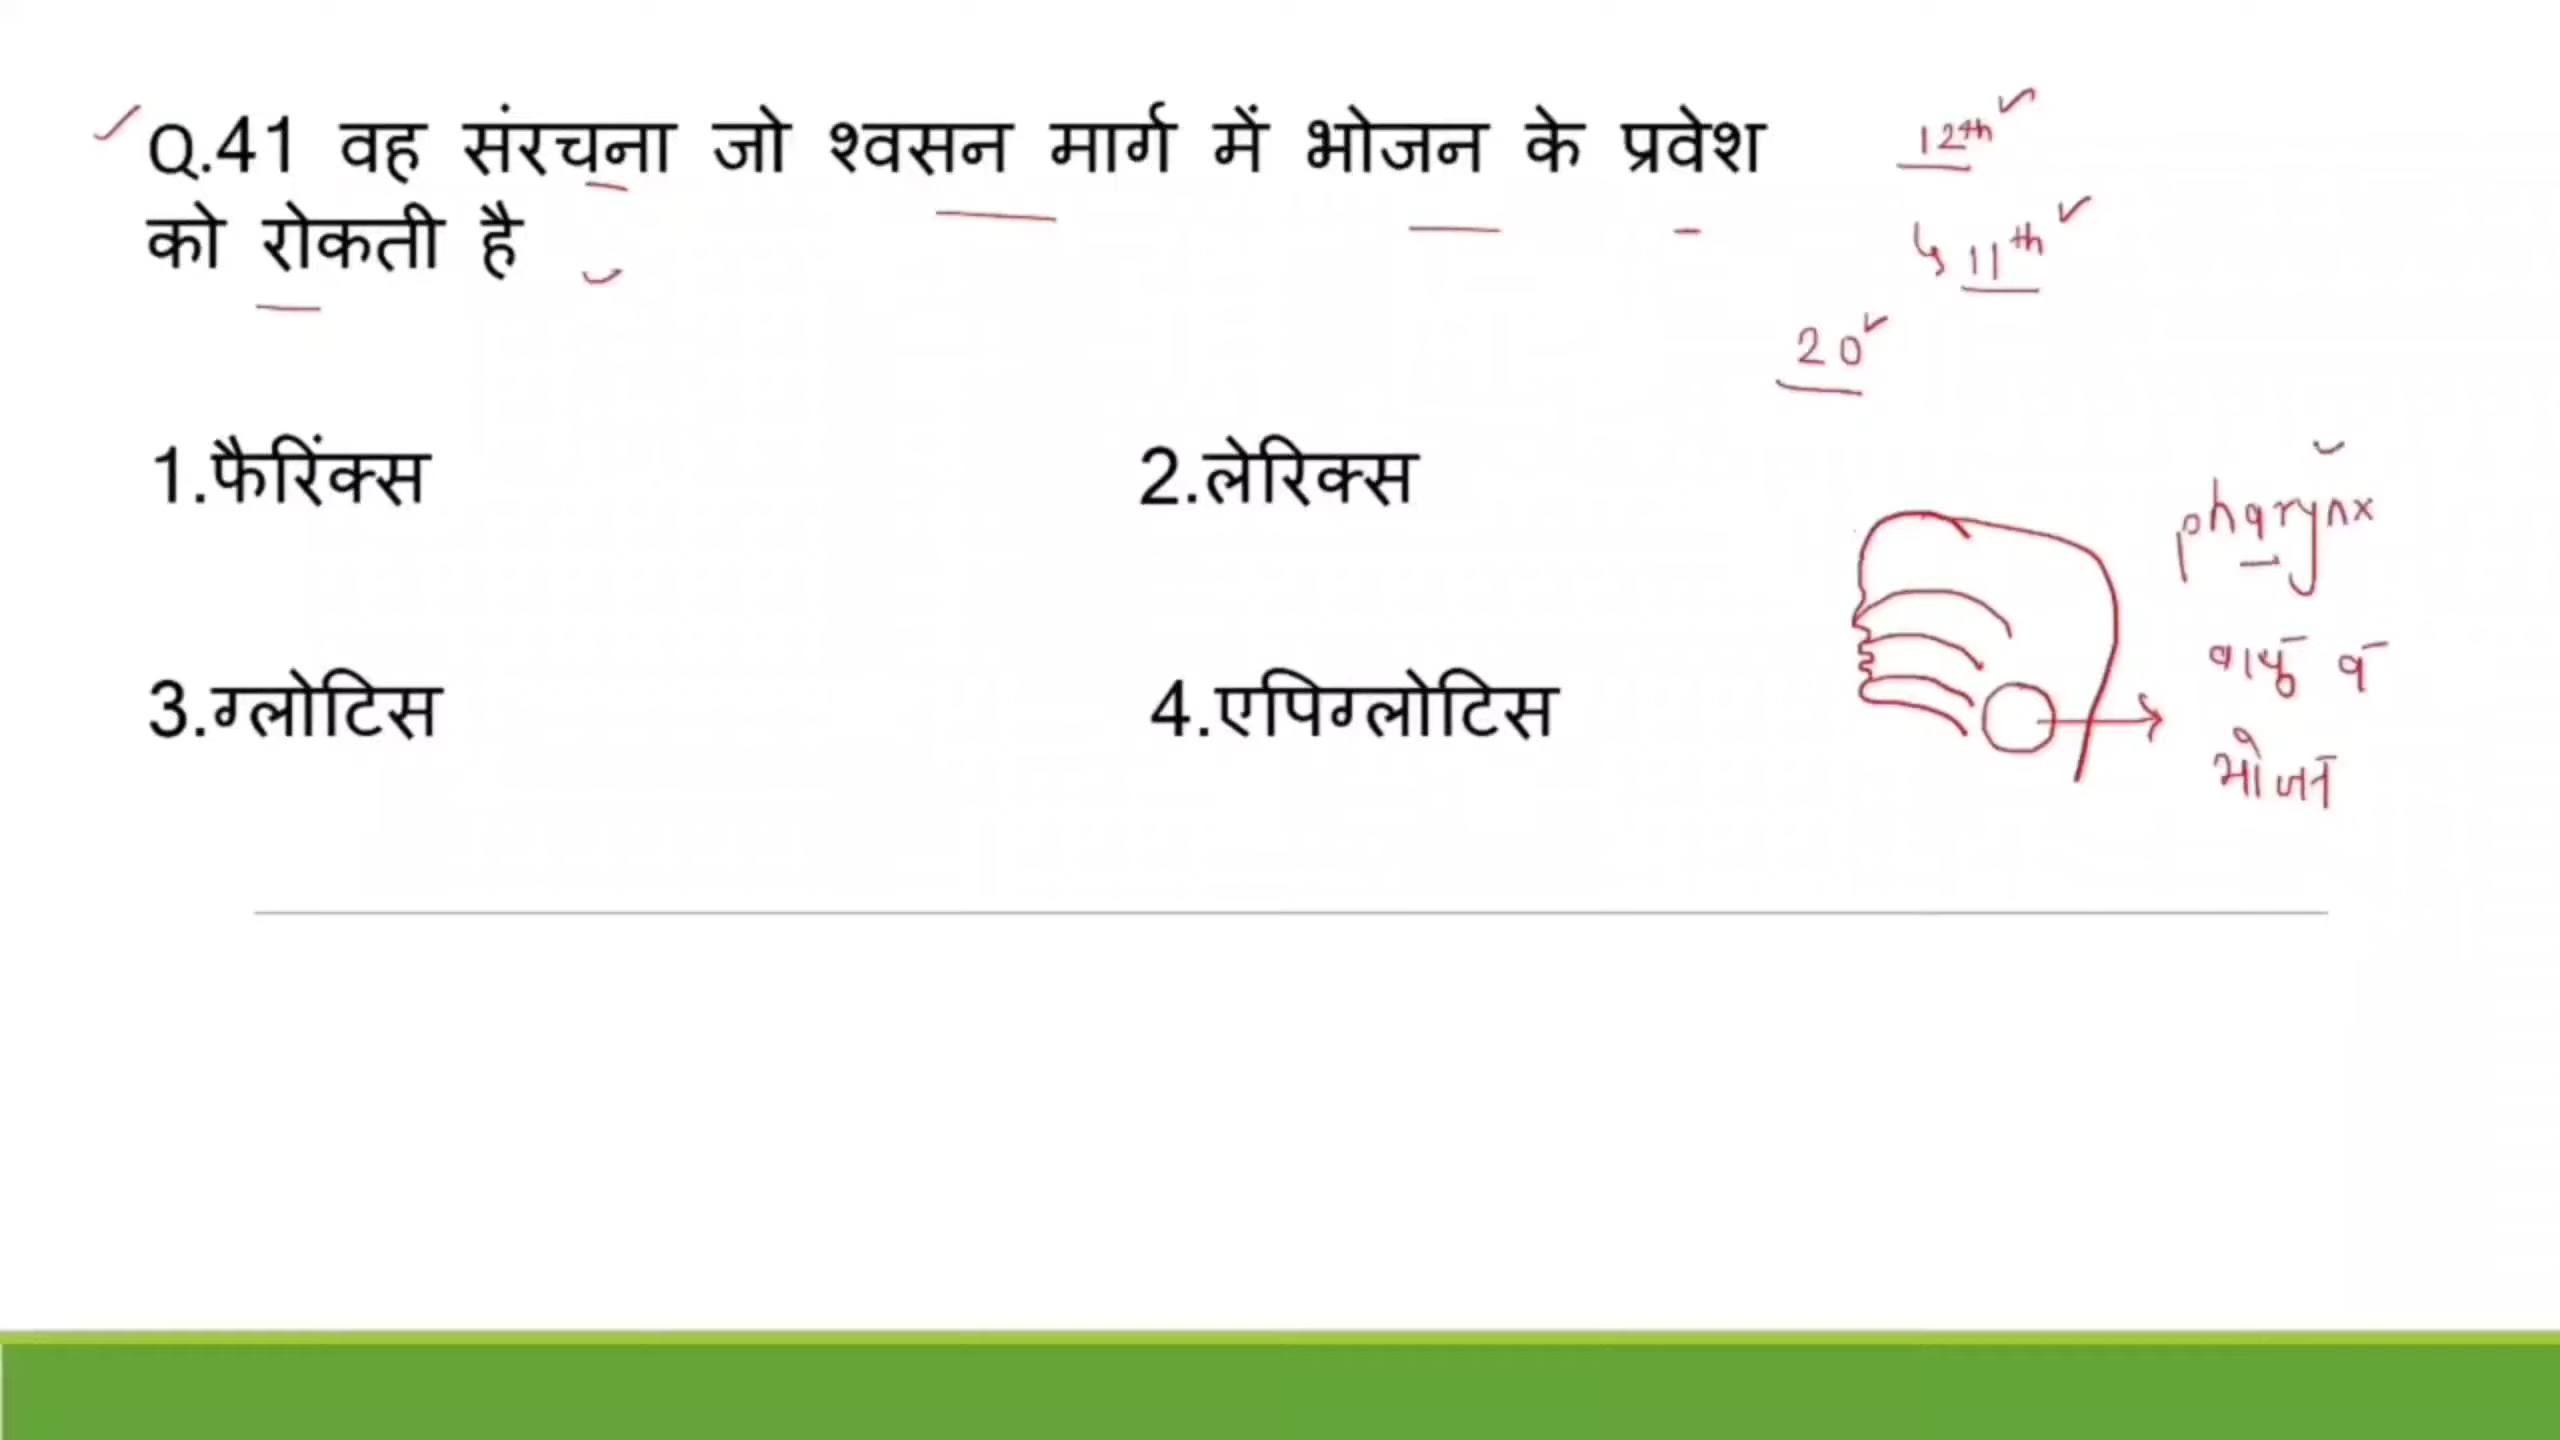 Q.41 वह संरचना जो श्वसन मार्ग में भोजन के प्रवेश
को रोकती है
12th
11th
20
1.फैरिंक्स
2.लेरिक्स
pharynx
वायु व
भोजन
3.ग्लोटिस
4.एपिग्लोटिस